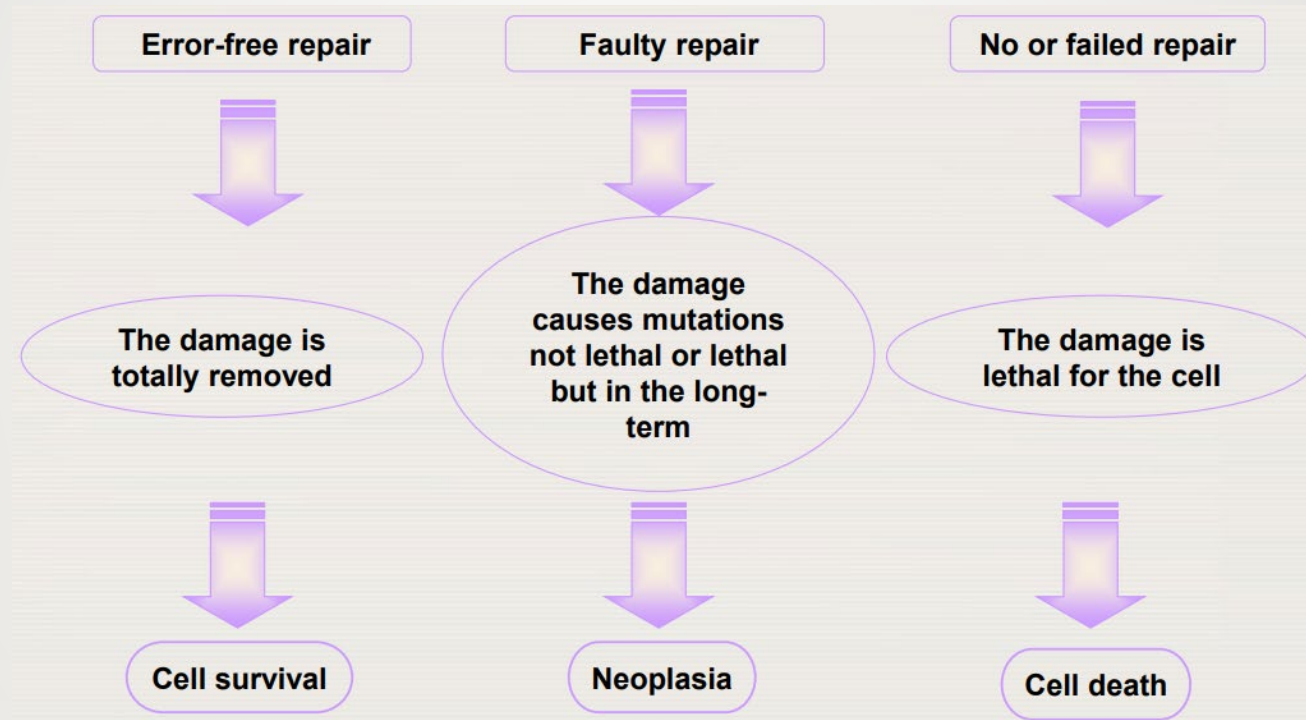 Error-free repair
Faulty repair
No or failed repair
The damage is
totally removed
The damage
causes mutations
not lethal or lethal
but in the long-
term
The damage is
lethal for the cell
Cell survival
Neoplasia
Cell death